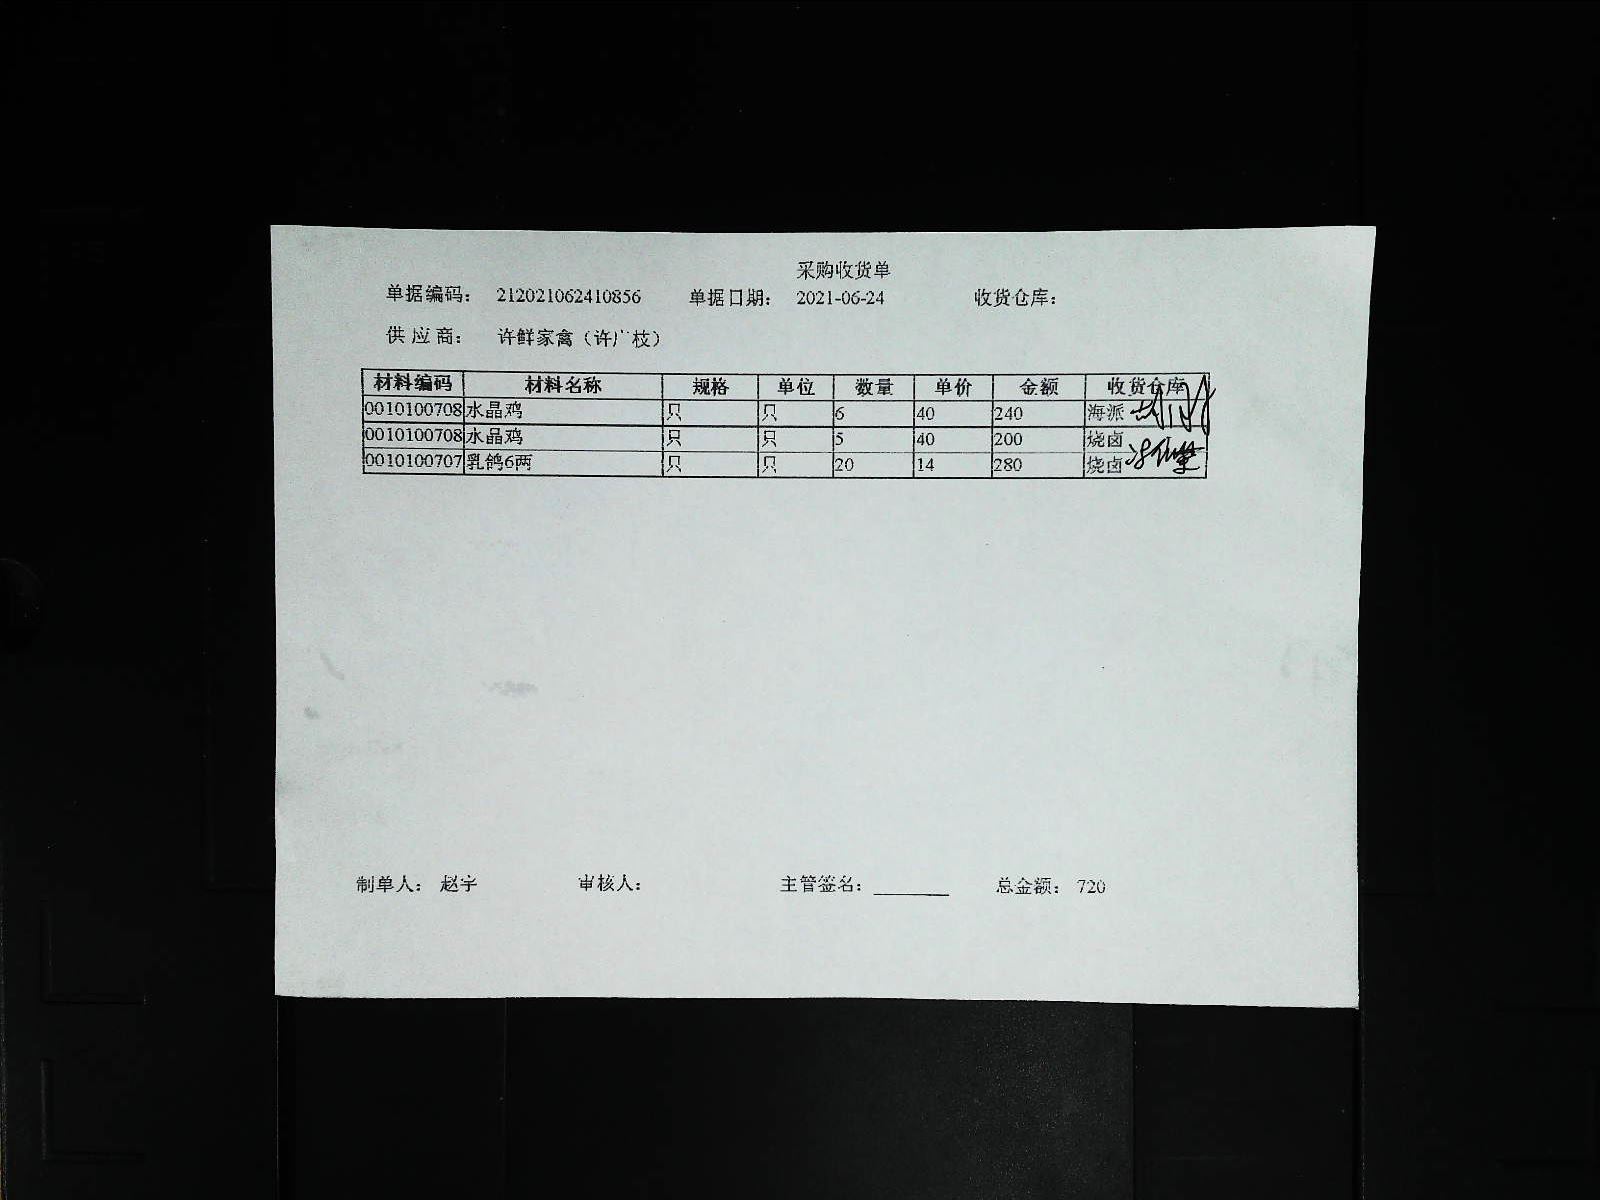 采购收货单
单据编码： 212021062410856 单据日期： 2021-06-24 收货仓库：
供应商： 许鲜家禽（许广枝）
材料编码 材料名称 规格 单位 数量 单价 金额 收货仓库
0010100708 水晶鸡 只 只 6 40 240 海派
0010100708 水晶鸡 只 只 5 40 200 烧卤
0010100707 乳鸽6两 只 只 20 14 280 烧卤
制单人： 赵宇 审核人： 主管签名：________ 总金额： 720